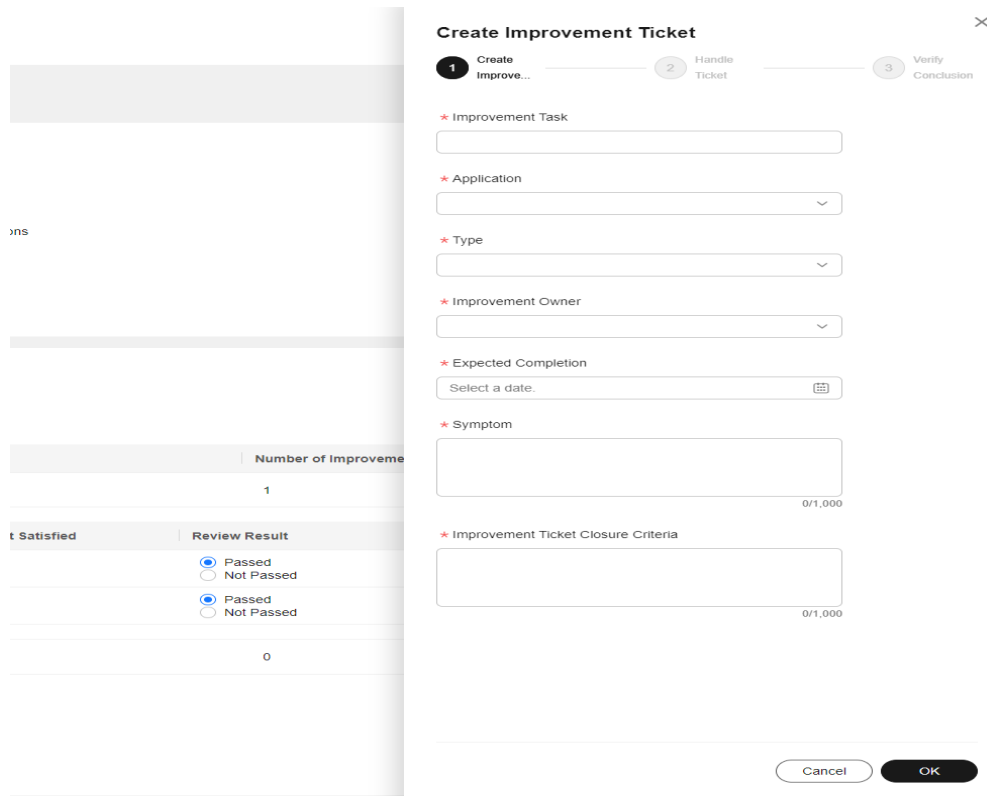 Create Improvement Ticket
1
Create
Improve...
2
Handle
Ticket
3
Verify
Conclusion
* Improvement Task
* Application
* Type
* Improvement Owner
* Expected Completion
Select a date.
* Symptom
0/1,000
* Improvement Ticket Closure Criteria
0/1,000
Cancel
OK
ons
Number of Improveme
1
t Satisfied
Review Result
Passed
Not Passed
Passed
Not Passed
0